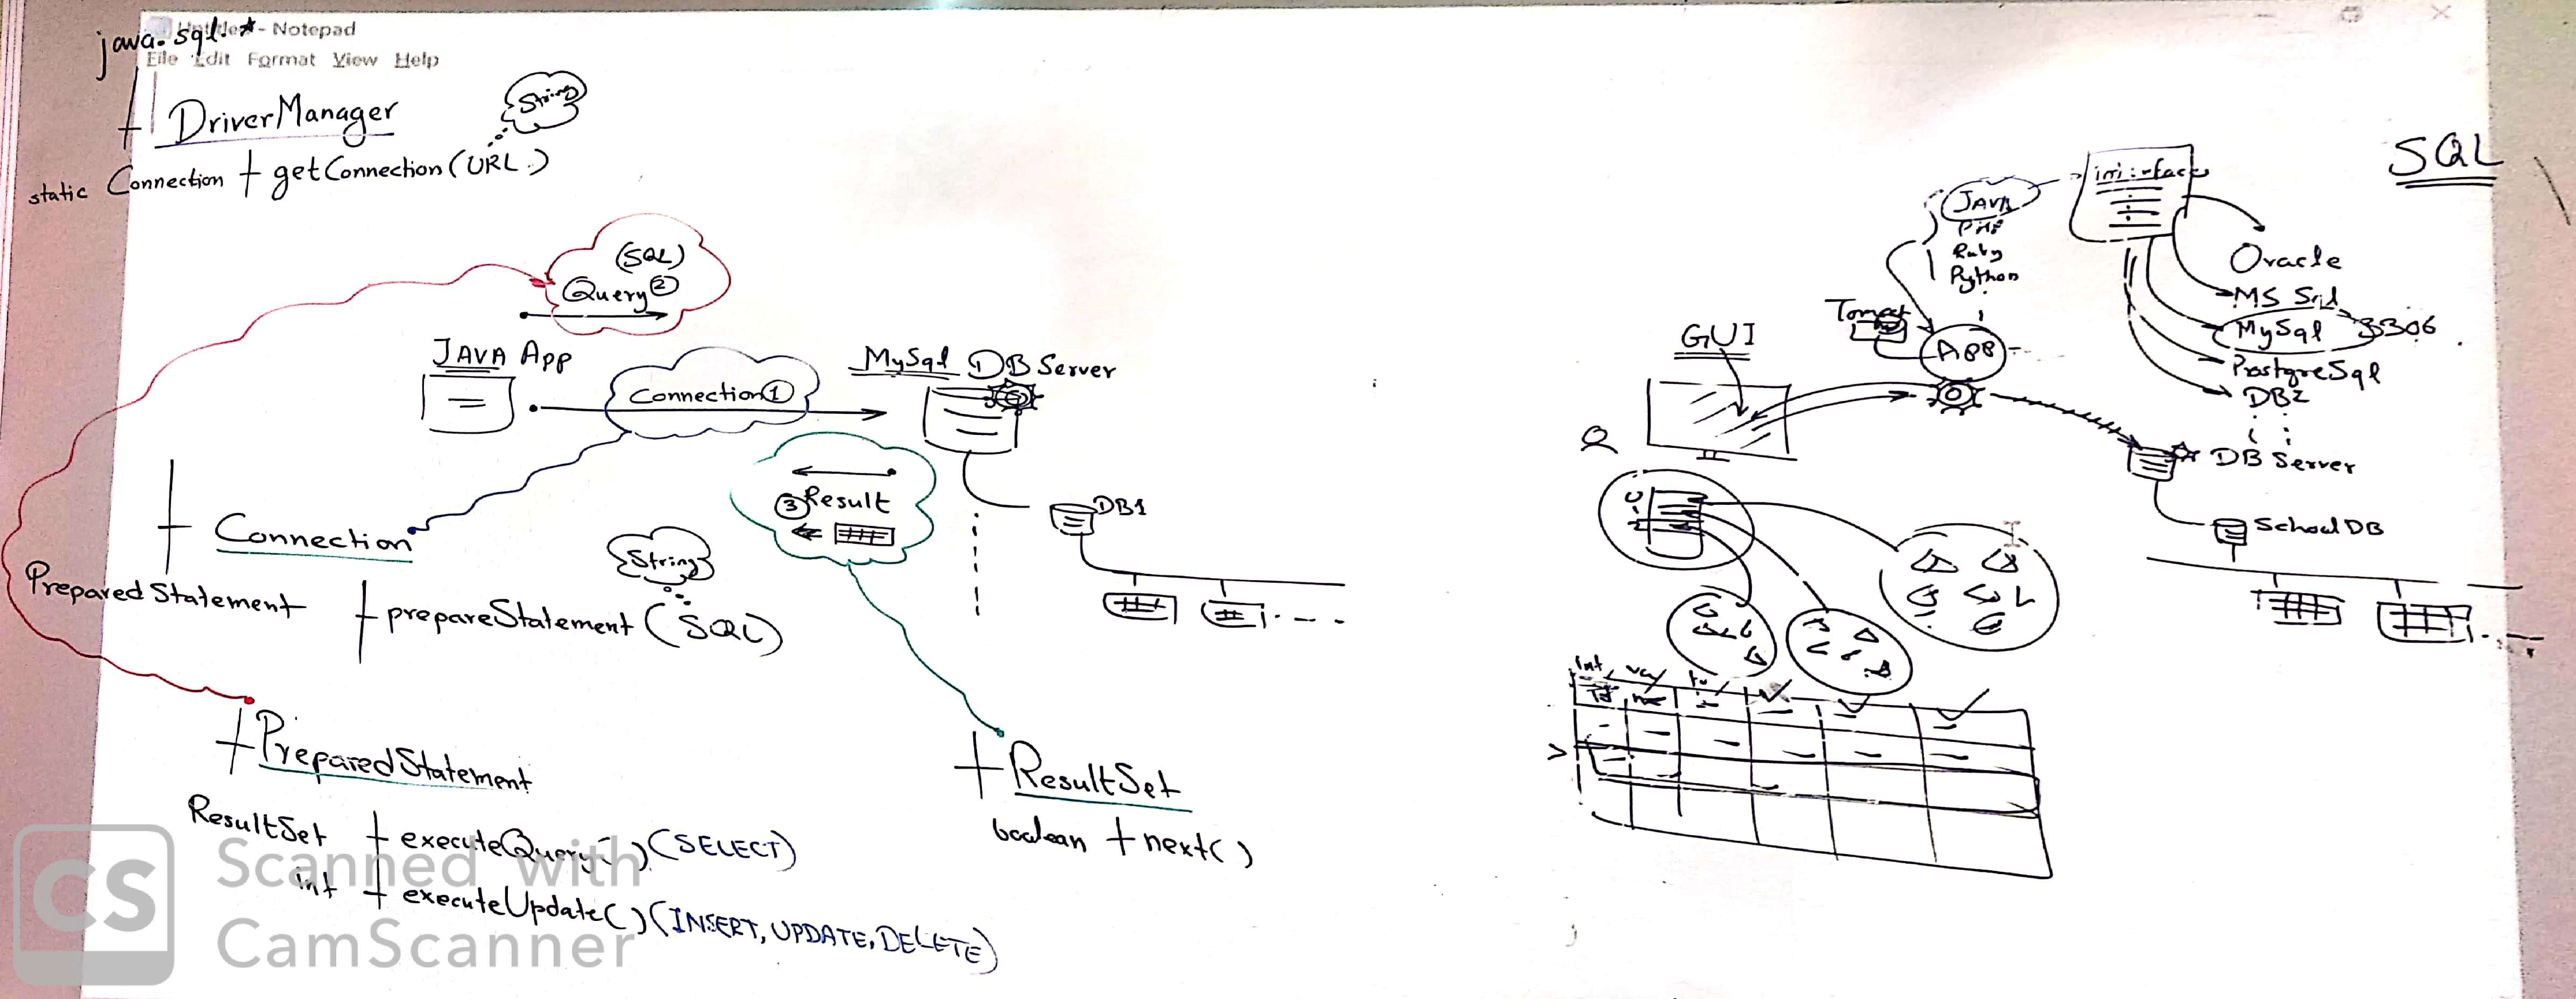 java.sql.*
- Notepad
File Edit Format View Help
DriverManager
String
static Connection + getConnection(URL)
(SQL)
Query ②
JAVA App
Connection ①
MySql DB Server
③ Result
DB1
Connection
String
PreparedStatement + prepareStatement (SQL)
+ PreparedStatement
ResultSet + executeQuery() (SELECT)
int + executeUpdate() (INSERT, UPDATE, DELETE)
+ ResultSet
boolean + next()
SQL
interface
JAVA
PHP
Ruby
Python
Oracle
MS Sql
MySql 3306
PostgreSql
DB2
Tomcat
APP
GUI
DB Server
School DB
int
Id
CS Scanned with
CamScanner